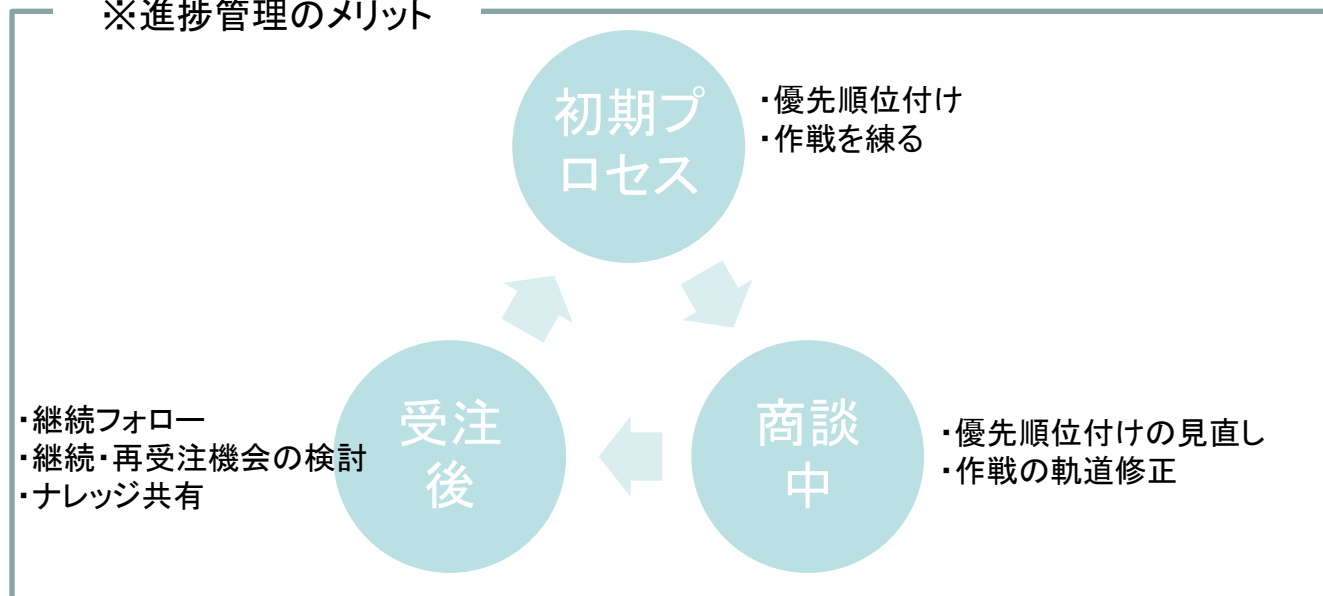 ※進捗管理のメリット
初期プ
ロセス
・優先順位付け
・作戦を練る
商談
中
・優先順位付けの見直し
・作戦の軌道修正
受注
後
・継続フォロー
・継続・再受注機会の検討
・ナレッジ共有